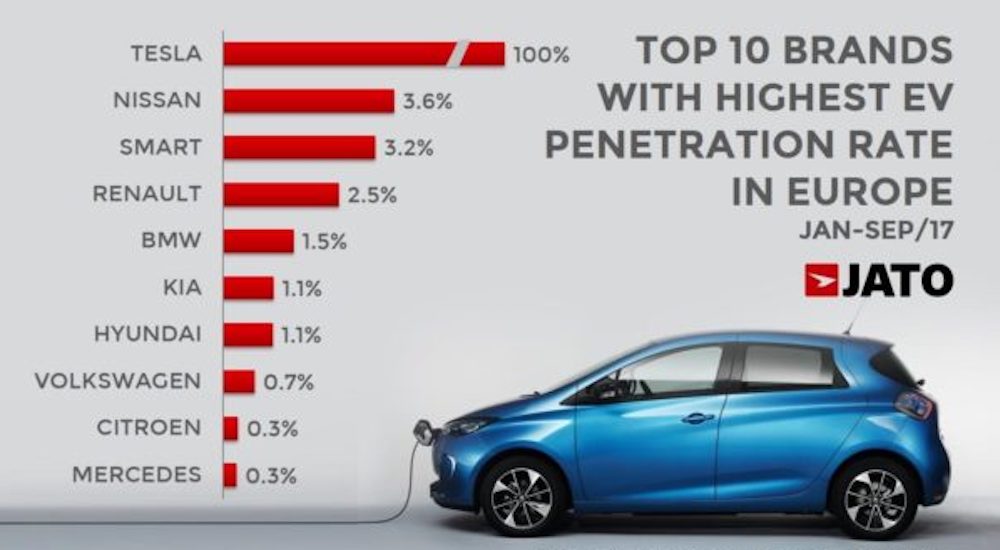 TOP 10 BRANDS
WITH HIGHEST EV
PENETRATION RATE
IN EUROPE
JAN-SEP/17
JATO
TESLA 100%
NISSAN 3.6%
SMART 3.2%
RENAULT 2.5%
BMW 1.5%
KIA 1.1%
HYUNDAI 1.1%
VOLKSWAGEN 0.7%
CITROEN 0.3%
MERCEDES 0.3%